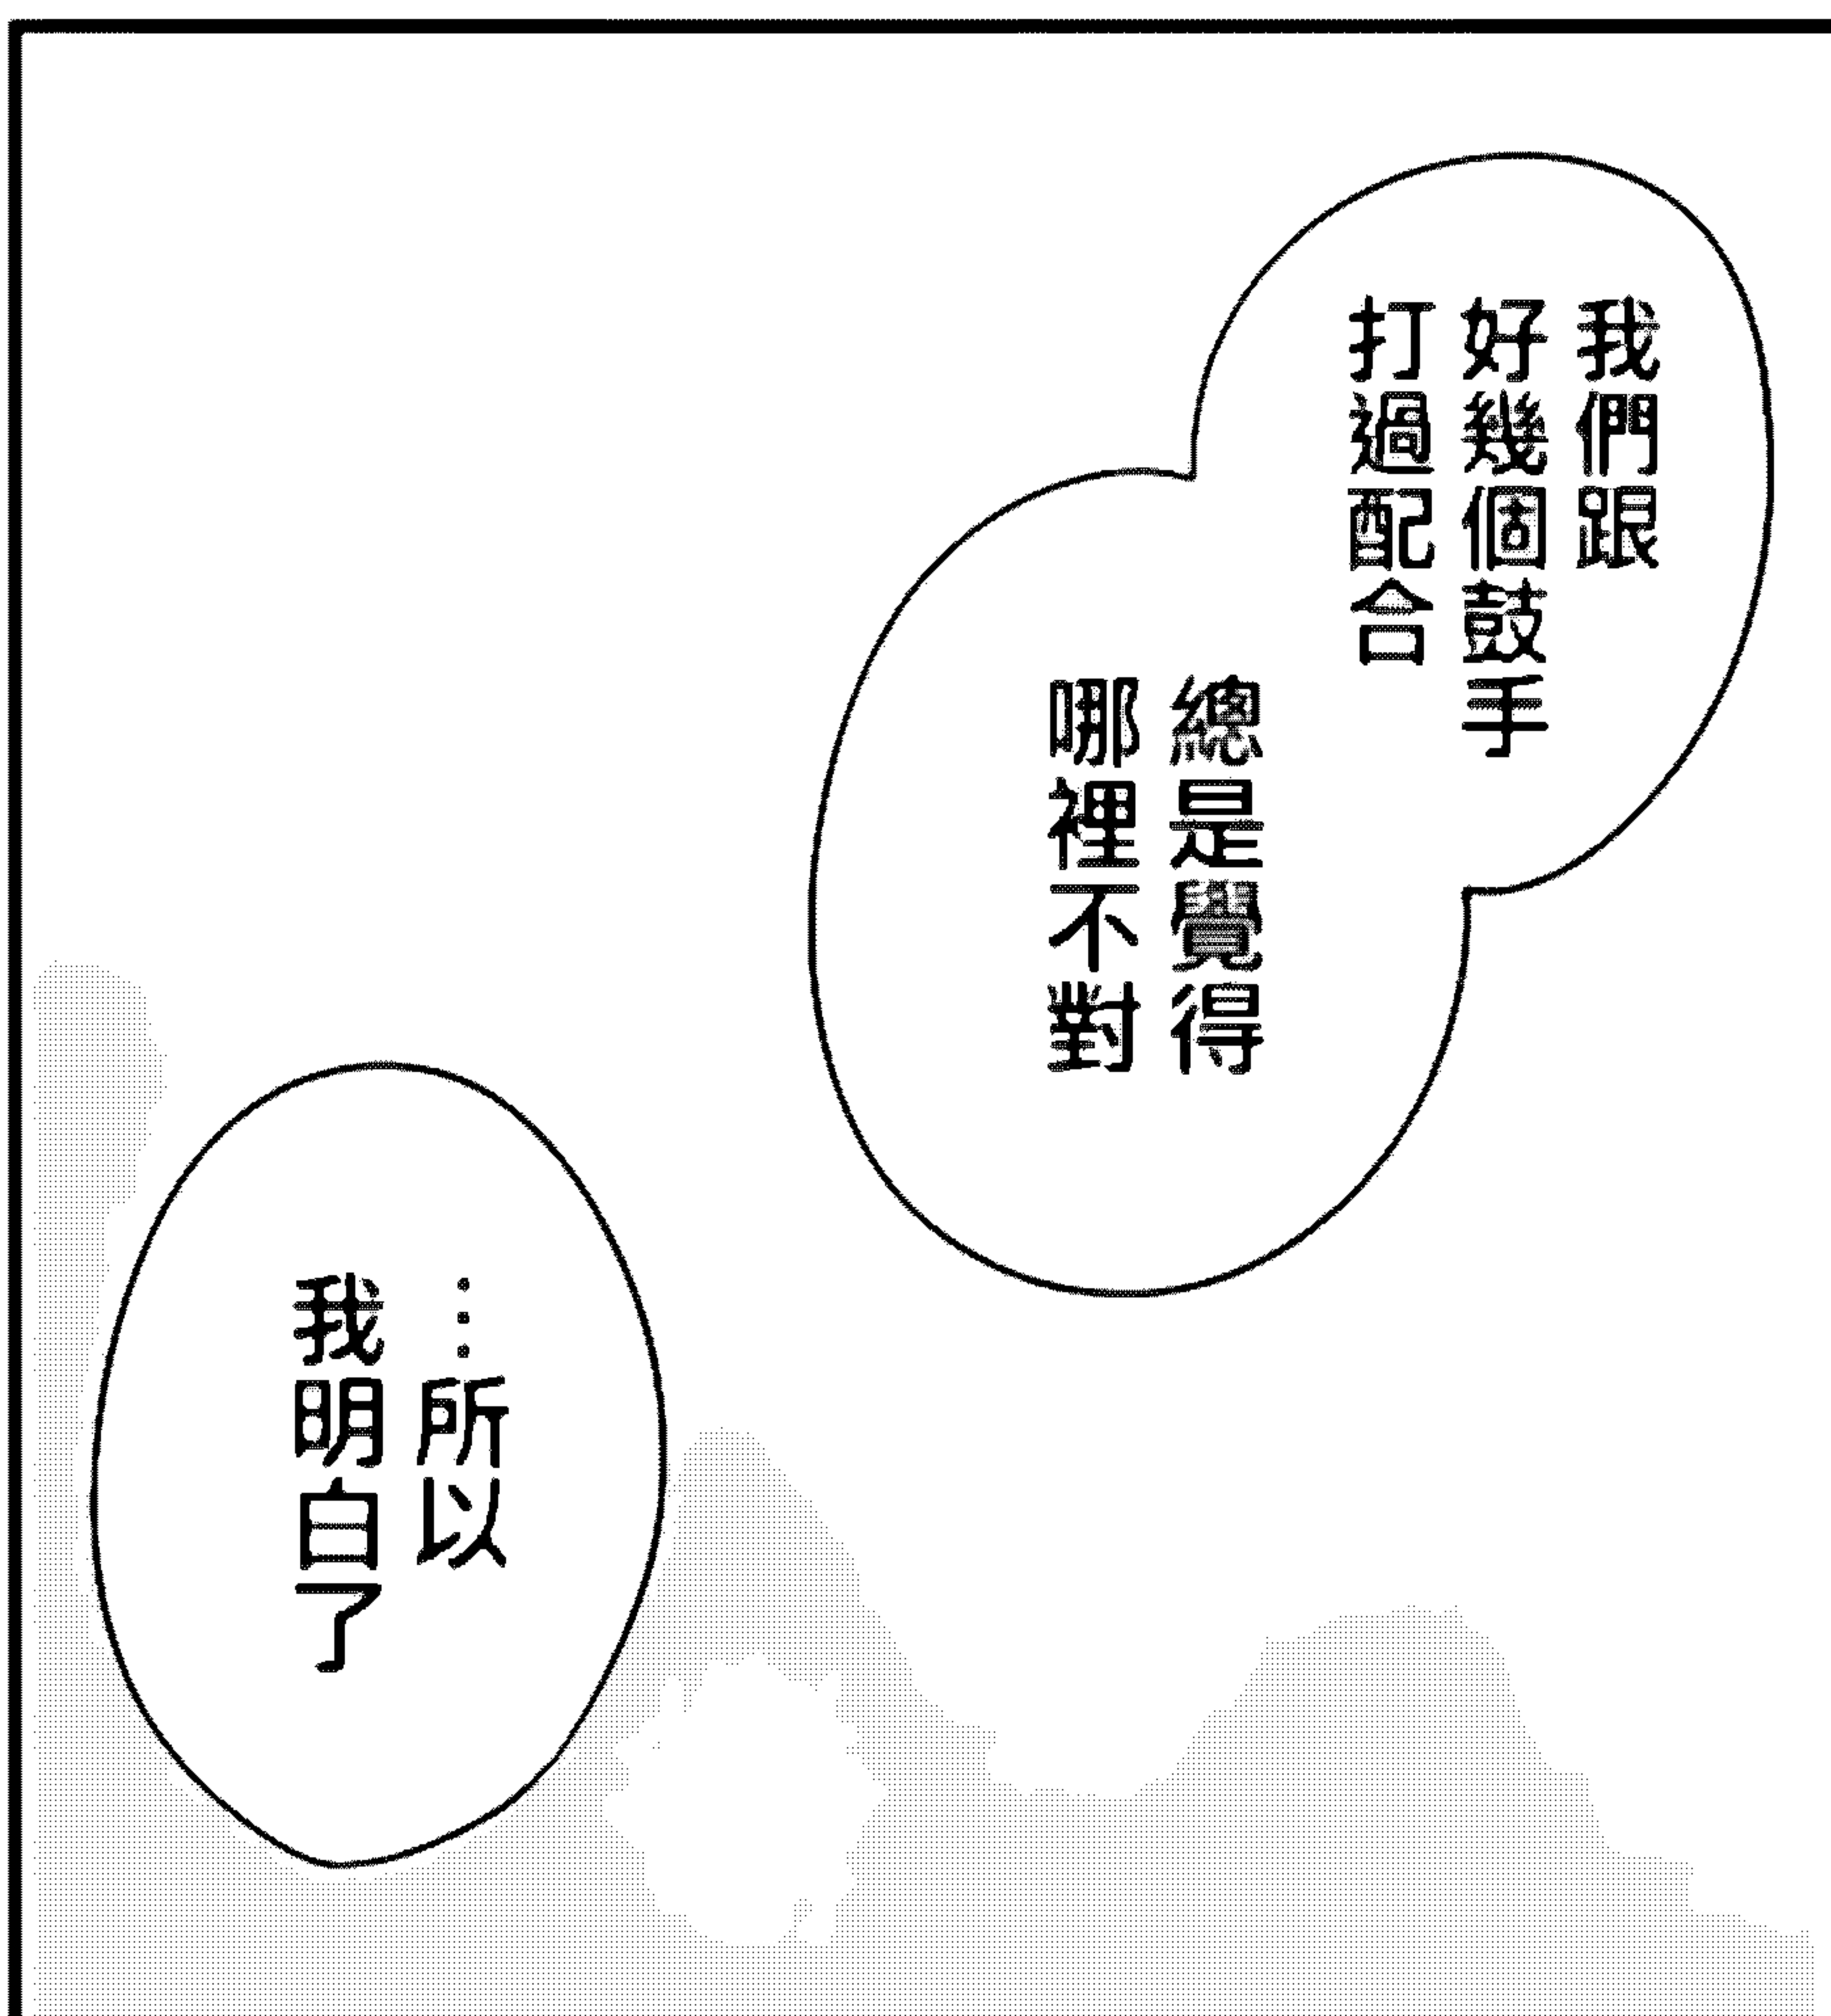 我們跟
好幾個鼓手
打過配合
總是覺得
哪裡不對
…所以
我明白了